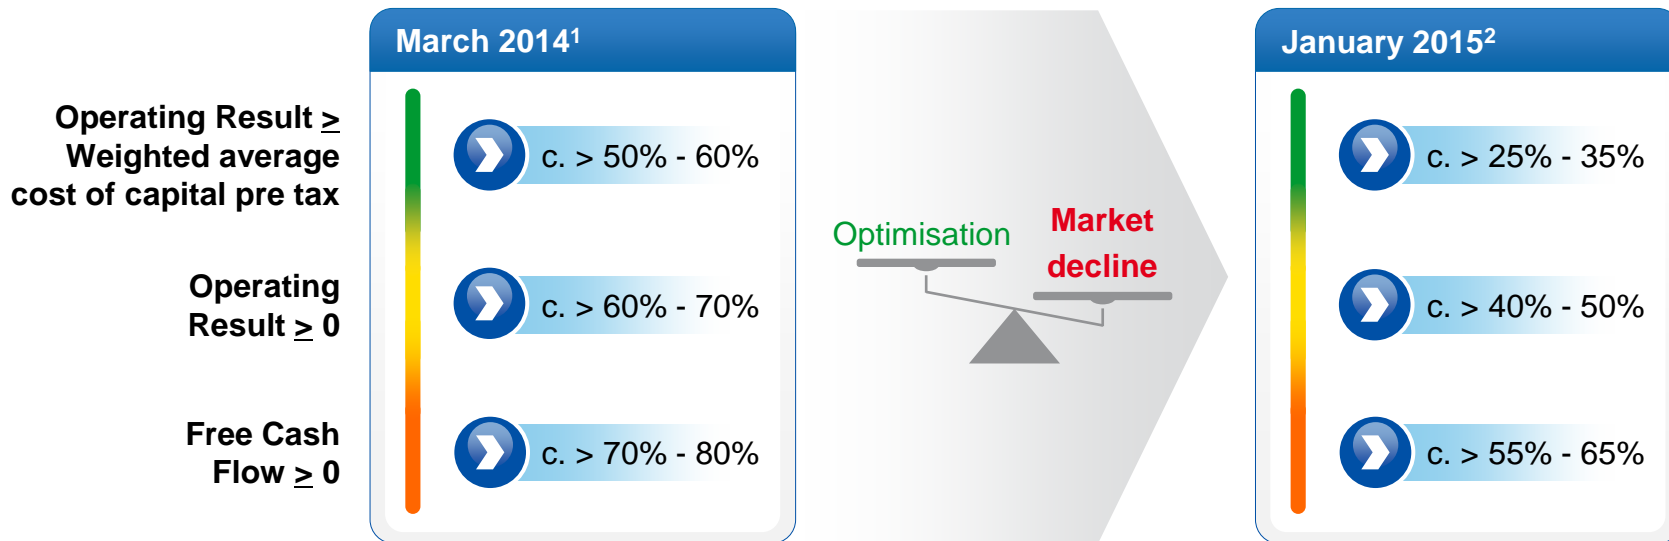 March 2014¹
January 2015²
Operating Result ≥
Weighted average
cost of capital pre tax
c. > 50% - 60%
c. > 25% - 35%
Optimisation
Market
decline
Operating
Result ≥ 0
c. > 60% - 70%
c. > 40% - 50%
Free Cash
Flow ≥ 0
c. > 70% - 80%
c. > 55% - 65%